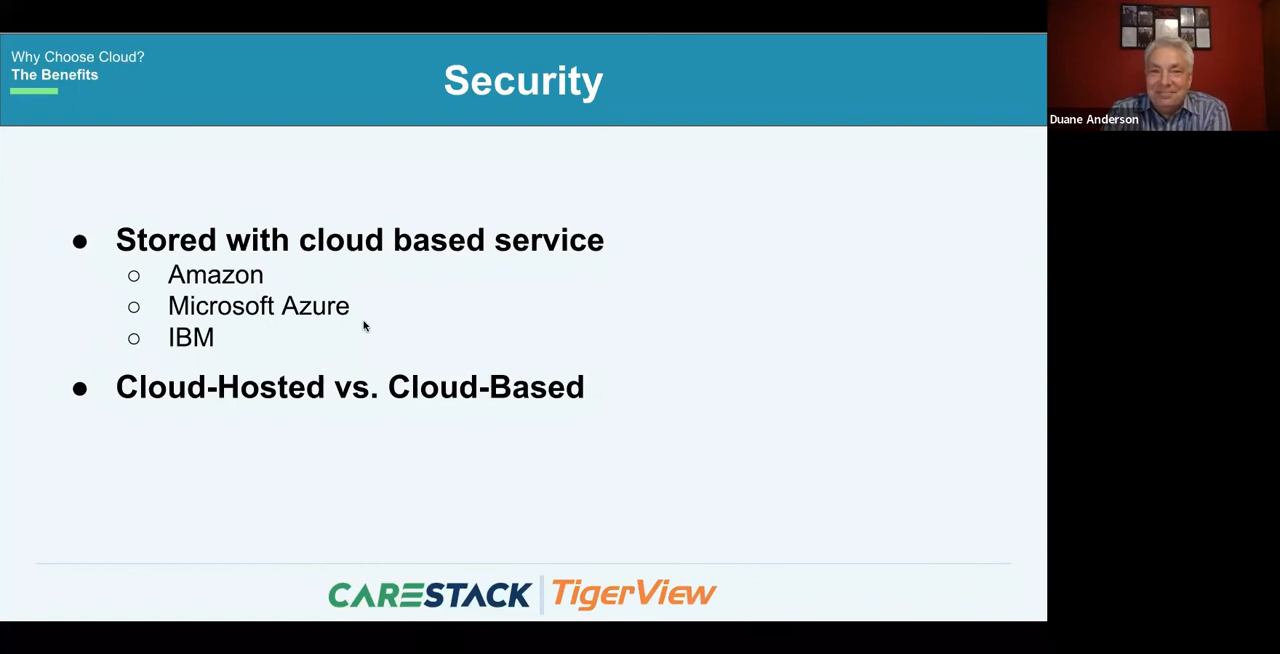 Why Choose Cloud?
The Benefits
Security
Duane Anderson
● Stored with cloud based service
○ Amazon
○ Microsoft Azure
○ IBM
● Cloud-Hosted vs. Cloud-Based
CARESTACK | TigerView